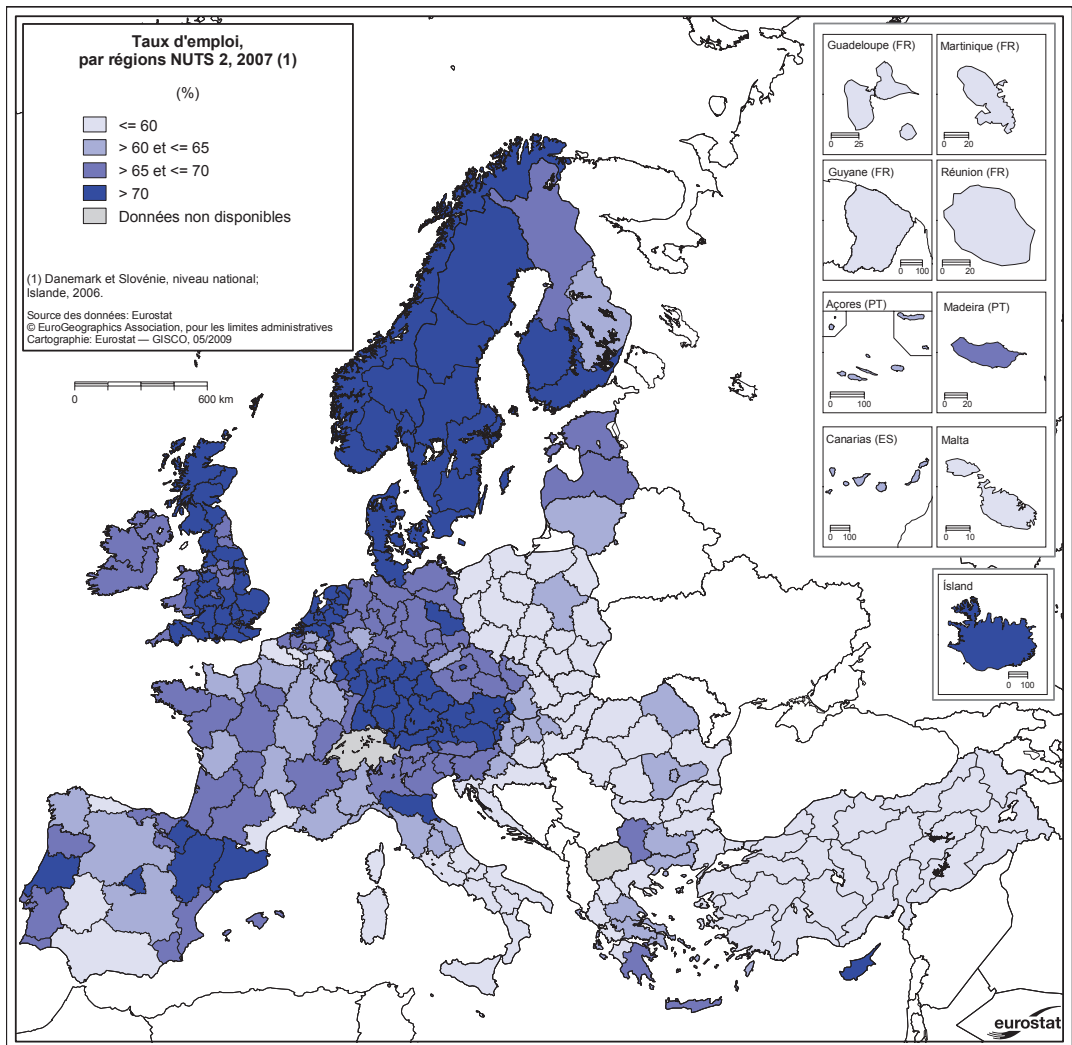 Taux d'emploi,
par régions NUTS 2, 2007 (1)
(%)
<= 60
> 60 et <= 65
> 65 et <= 70
> 70
Données non disponibles
(1) Danemark et Slovénie, niveau national;
Islande, 2006.
Source des données: Eurostat
© EuroGeographics Association, pour les limites administratives
Cartographie: Eurostat — GISCO, 05/2009
0 600 km
Guadeloupe (FR)
0 25
Martinique (FR)
0 20
Guyane (FR)
0 100
Réunion (FR)
0 20
Açores (PT)
0 100
Madeira (PT)
0 20
Canarias (ES)
0 100
Malta
0 10
Ísland
0 100
eurostat